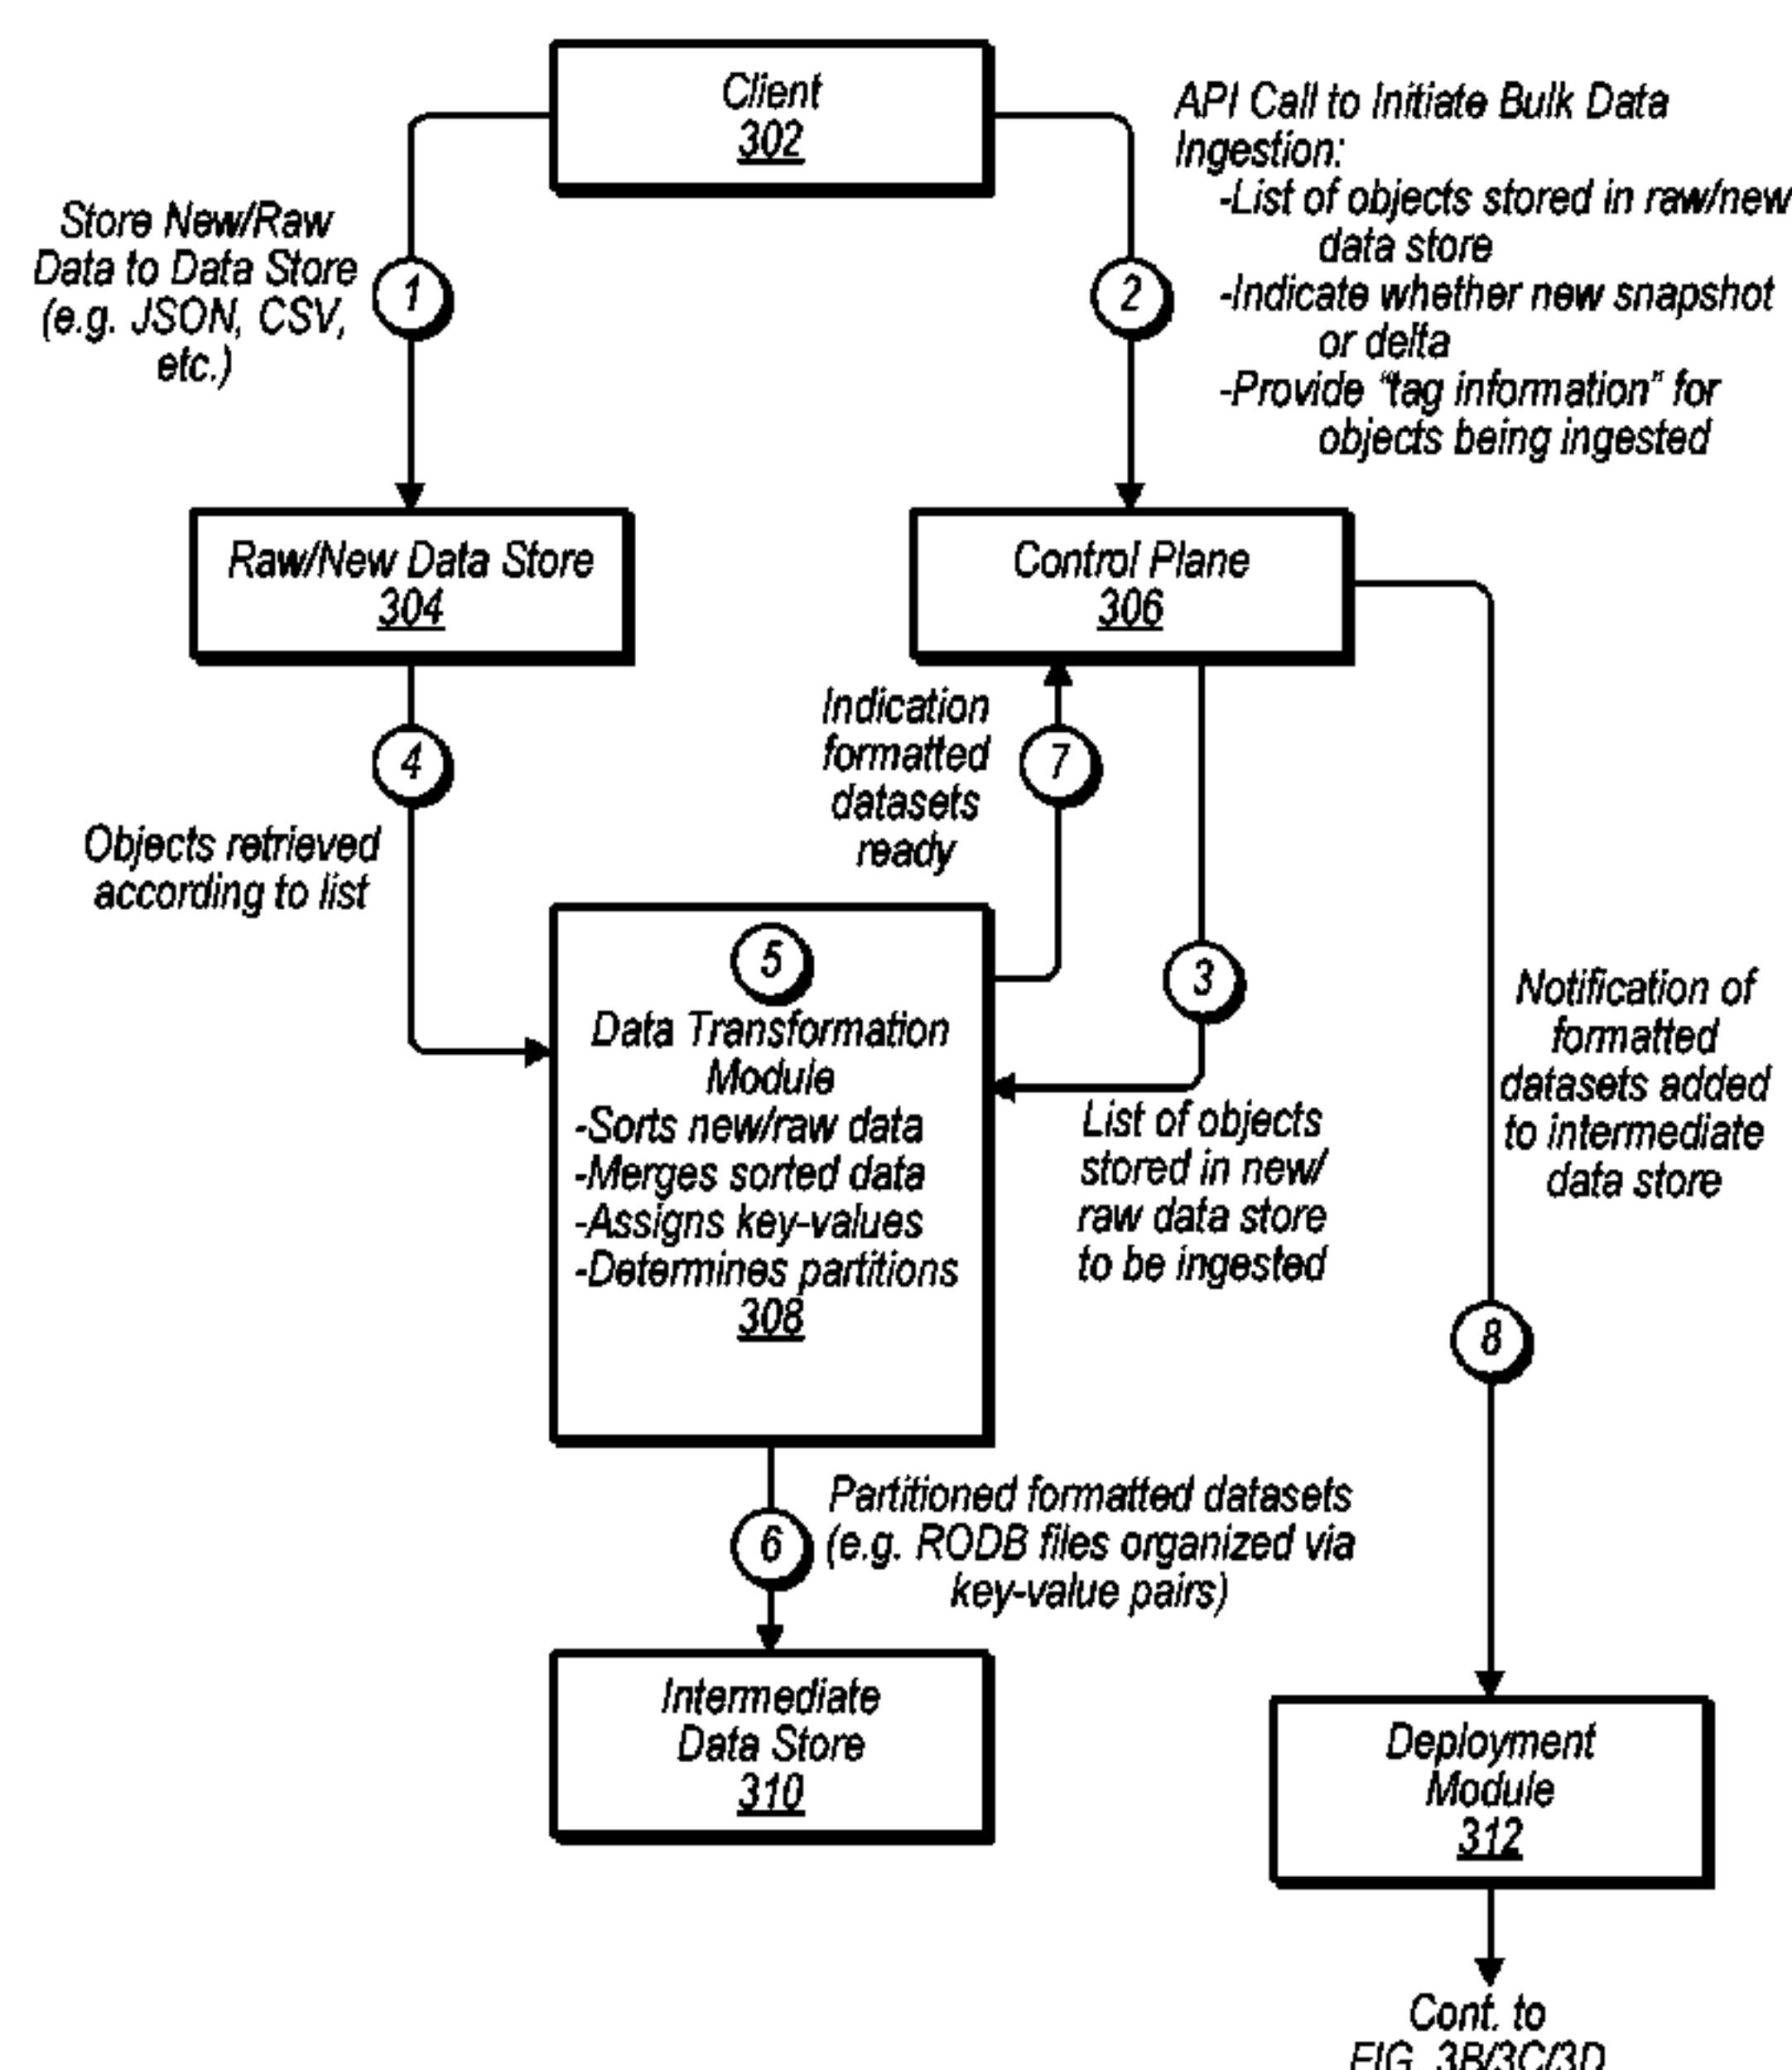 Client
302
API Call to Initiate Bulk Data
Ingestion:
-List of objects stored in raw/new
data store
-Indicate whether new snapshot
or delta
-Provide "tag information" for
objects being ingested
Store New/Raw
Data to Data Store
(e.g. JSON, CSV,
etc.)
1
2
Raw/New Data Store
304
Control Plane
306
4
Objects retrieved
according to list
Indication
formatted
datasets
ready
7
3
List of objects
stored in new/
raw data store
to be ingested
5
Data Transformation
Module
-Sorts new/raw data
-Merges sorted data
-Assigns key-values
-Determines partitions
308
Notification of
formatted
datasets added
to intermediate
data store
8
6
Partitioned formatted datasets
(e.g. RODB files organized via
key-value pairs)
Intermediate
Data Store
310
Deployment
Module
312
Cont. to
FIG. 3B/3C/3D